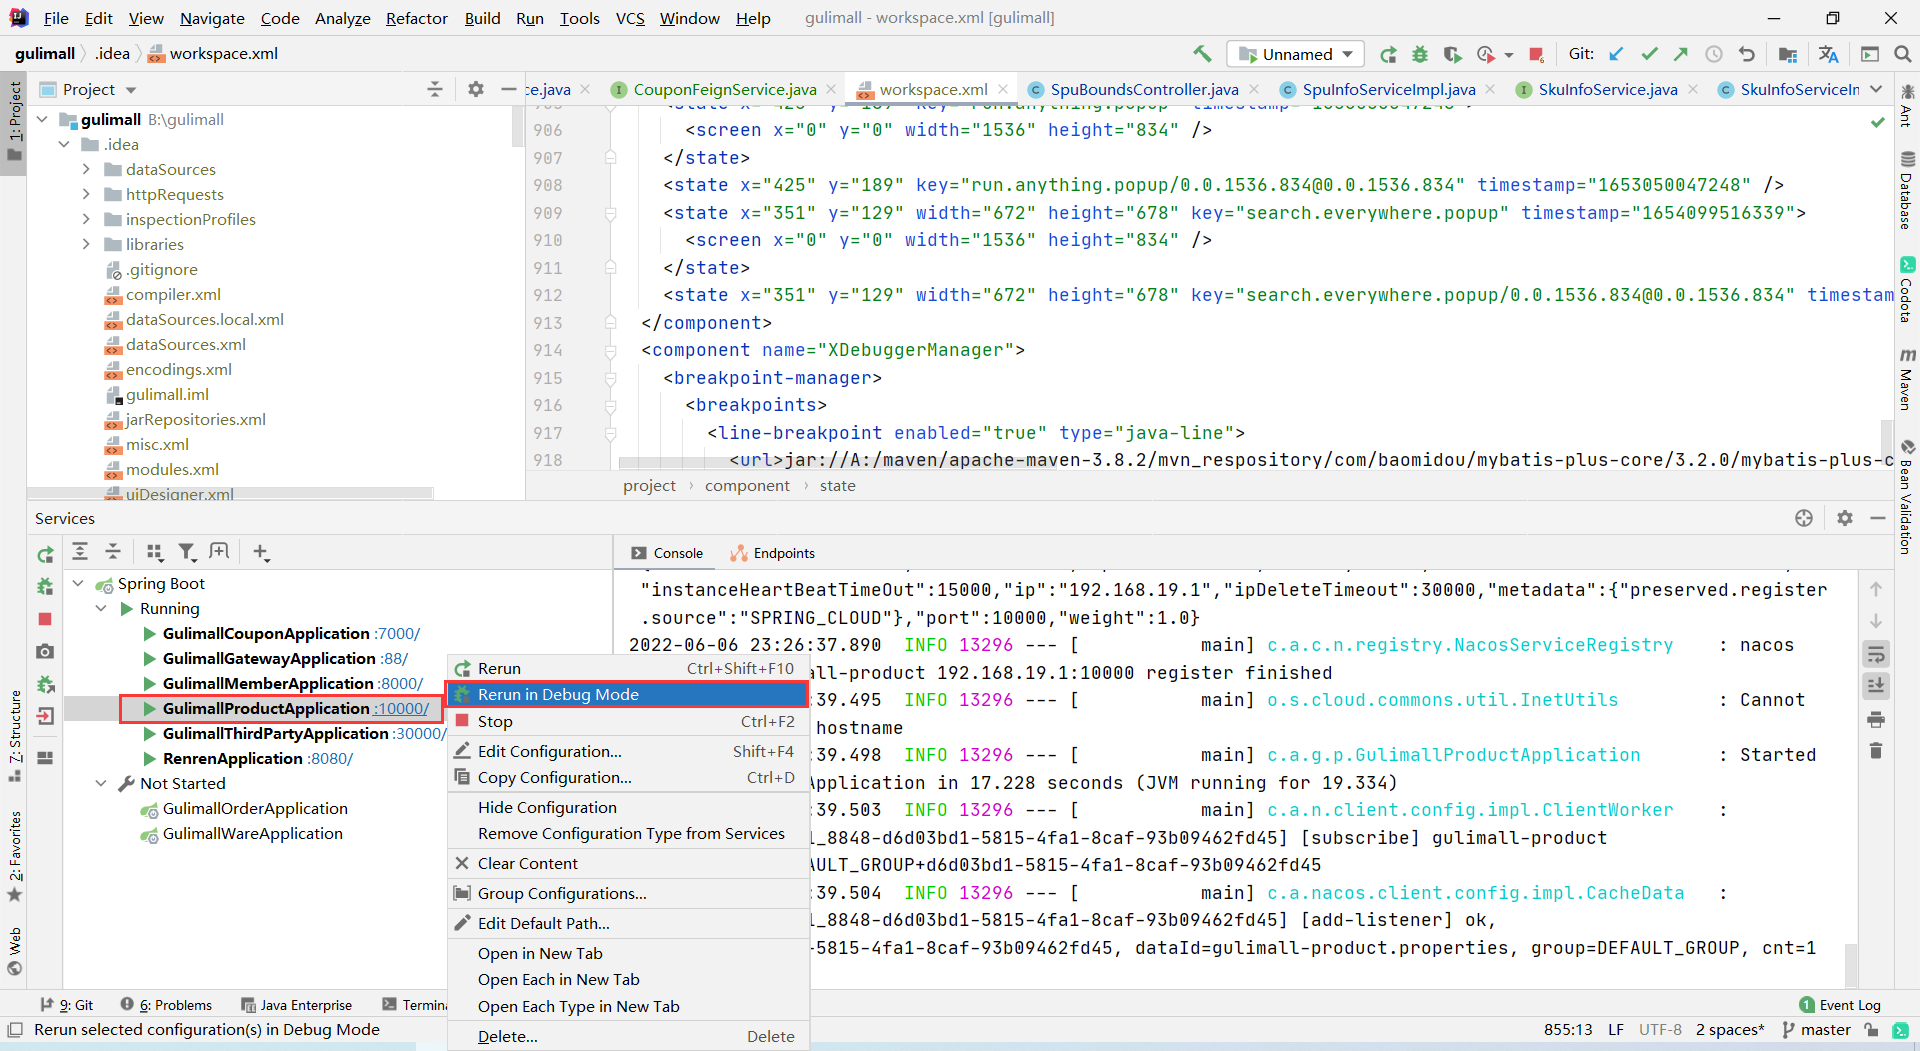 File Edit View Navigate Code Analyze Refactor Build Run Tools VCS Window Help gulimall - workspace.xml [gulimall]
gulimall .idea workspace.xml Unnamed Git:
1: Project
Project
ce.java CouponFeignService.java workspace.xml SpuBoundsController.java SpuInfoServiceImpl.java SkuInfoService.java SkuInfoServiceIn
gulimall B:\gulimall
.idea
dataSources
httpRequests
inspectionProfiles
libraries
.gitignore
compiler.xml
dataSources.local.xml
dataSources.xml
encodings.xml
gulimall.iml
jarRepositories.xml
misc.xml
modules.xml
uiDesigner.xml
906 <screen x="0" y="0" width="1536" height="834" />
907 </state>
908 <state x="425" y="189" key="run.anything.popup/0.0.1536.834@0.0.1536.834" timestamp="1653050047248" />
909 <state x="351" y="129" width="672" height="678" key="search.everywhere.popup" timestamp="1654099516339">
910 <screen x="0" y="0" width="1536" height="834" />
911 </state>
912 <state x="351" y="129" width="672" height="678" key="search.everywhere.popup/0.0.1536.834@0.0.1536.834" timestam
913 </component>
914 <component name="XDebuggerManager">
915 <breakpoint-manager>
916 <breakpoints>
917 <line-breakpoint enabled="true" type="java-line">
918 <url>jar://A:/maven/apache-maven-3.8.2/mvn_respository/com/baomidou/mybatis-plus-core/3.2.0/mybatis-plus-c
project › component › state
Ant
Database
Codota
Maven
Bean Validation
Services
Console Endpoints
Spring Boot
Running
GulimallCouponApplication :7000/
GulimallGatewayApplication :88/
GulimallMemberApplication :8000/
GulimallProductApplication :10000/
GulimallThirdPartyApplication :30000/
RenrenApplication :8080/
Not Started
GulimallOrderApplication
GulimallWareApplication
7: Structure
2: Favorites
Web
Rerun Ctrl+Shift+F10
Rerun in Debug Mode
Stop Ctrl+F2
Edit Configuration... Shift+F4
Copy Configuration... Ctrl+D
Hide Configuration
Remove Configuration Type from Services
Clear Content
Group Configurations...
Edit Default Path...
Open in New Tab
Open Each in New Tab
Open Each Type in New Tab
Delete... Delete
"instanceHeartBeatTimeOut":15000,"ip":"192.168.19.1","ipDeleteTimeout":30000,"metadata":{"preserved.register
.source":"SPRING_CLOUD"},"port":10000,"weight":1.0}
2022-06-06 23:26:37.890 INFO 13296 --- [ main] c.a.c.n.registry.NacosServiceRegistry : nacos
all-product 192.168.19.1:10000 register finished
:39.495 INFO 13296 --- [ main] o.s.cloud.commons.util.InetUtils : Cannot
hostname
:39.498 INFO 13296 --- [ main] c.a.g.p.GulimallProductApplication : Started
Application in 17.228 seconds (JVM running for 19.334)
:39.503 INFO 13296 --- [ main] c.a.n.client.config.impl.ClientWorker :
1_8848-d6d03bd1-5815-4fa1-8caf-93b09462fd45] [subscribe] gulimall-product
AULT_GROUP+d6d03bd1-5815-4fa1-8caf-93b09462fd45
:39.504 INFO 13296 --- [ main] c.a.nacos.client.config.impl.CacheData :
1_8848-d6d03bd1-5815-4fa1-8caf-93b09462fd45] [add-listener] ok,
-5815-4fa1-8caf-93b09462fd45, dataId=gulimall-product.properties, group=DEFAULT_GROUP, cnt=1
9: Git 6: Problems Java Enterprise Termina 1 Event Log
Rerun selected configuration(s) in Debug Mode 855:13 LF UTF-8 2 spaces* master